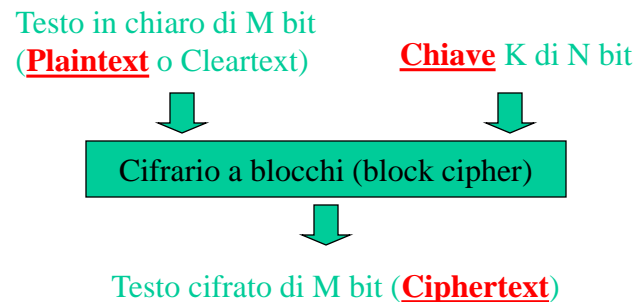 Testo in chiaro di M bit
(Plaintext o Cleartext)
Chiave K di N bit
Cifrario a blocchi (block cipher)
Testo cifrato di M bit (Ciphertext)